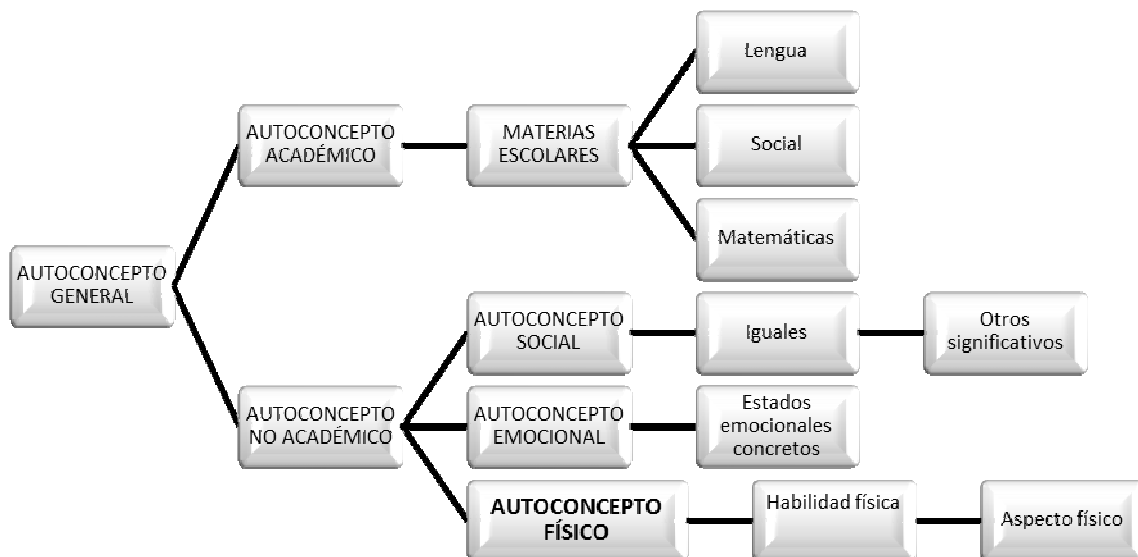 Lengua
AUTOCONCEPTO
ACADÉMICO
MATERIAS
ESCOLARES
Social
Matemáticas
AUTOCONCEPTO
GENERAL
AUTOCONCEPTO
SOCIAL
Iguales
Otros
significativos
AUTOCONCEPTO
NO ACADÉMICO
AUTOCONCEPTO
EMOCIONAL
Estados
emocionales
concretos
AUTOCONCEPTO
FÍSICO
Habilidad física
Aspecto físico